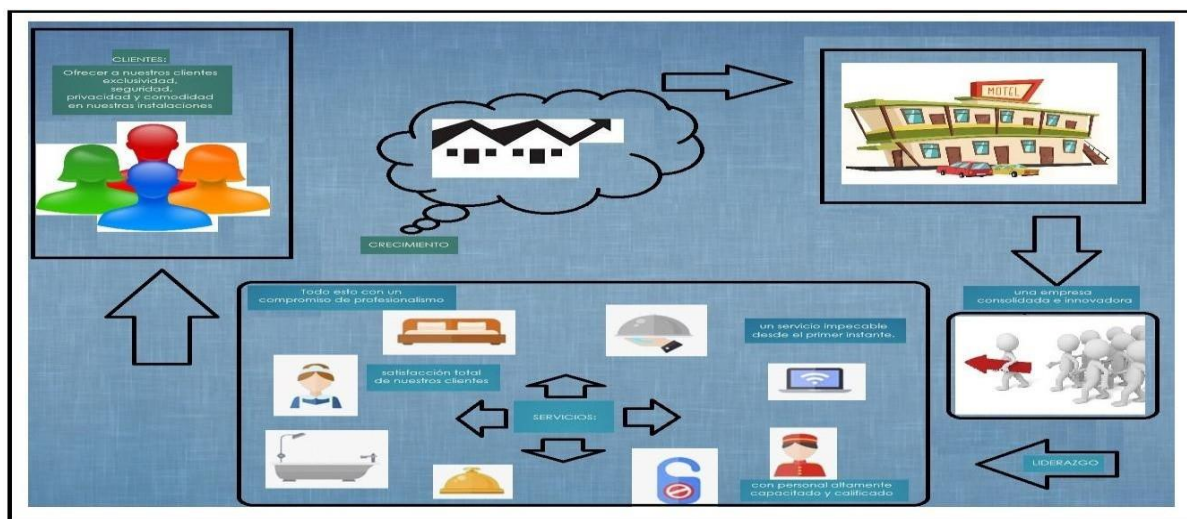 CLIENTES:
Ofrecer a nuestros clientes
exclusividad,
seguridad,
privacidad y comodidad
en nuestras instalaciones
MOTEL
CRECIMIENTO
una empresa
consolidada e innovadora
Todo esto con un
compromiso de profesionalismo
un servicio impecable
desde el primer instante.
satisfacción total
de nuestros clientes
SERVICIOS:
LIDERAZGO
con personal altamente
capacitado y calificado